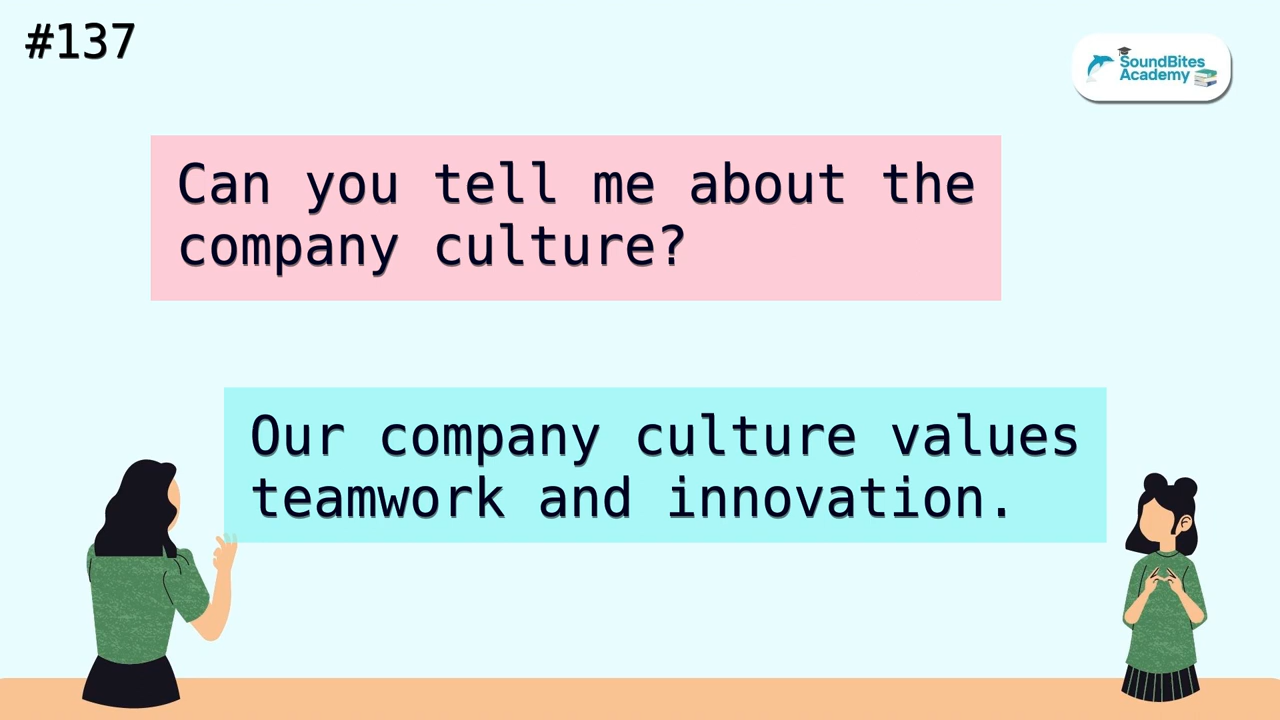 #137
SoundBites
Academy
Can you tell me about the
company culture?
Our company culture values
teamwork and innovation.